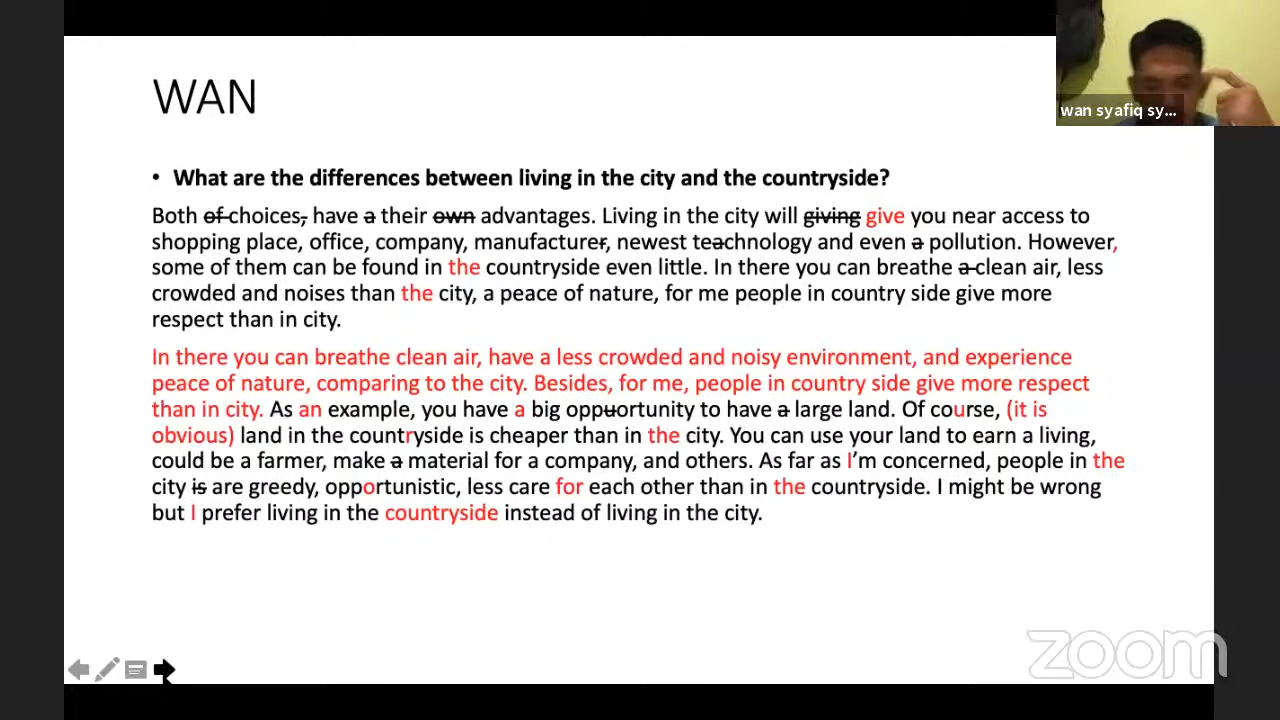 WAN
wan syafiq sy...
• What are the differences between living in the city and the countryside?
Both of choices, have a their own advantages. Living in the city will giving give you near access to
shopping place, office, company, manufacturer, newest teachnology and even a pollution. However,
some of them can be found in the countryside even little. In there you can breathe a clean air, less
crowded and noises than the city, a peace of nature, for me people in country side give more
respect than in city.
In there you can breathe clean air, have a less crowded and noisy environment, and experience
peace of nature, comparing to the city. Besides, for me, people in country side give more respect
than in city. As an example, you have a big oppuortunity to have a large land. Of course, (it is
obvious) land in the countryside is cheaper than in the city. You can use your land to earn a living,
could be a farmer, make a material for a company, and others. As far as I'm concerned, people in the
city is are greedy, opportunistic, less care for each other than in the countryside. I might be wrong
but I prefer living in the countryside instead of living in the city.
zoom